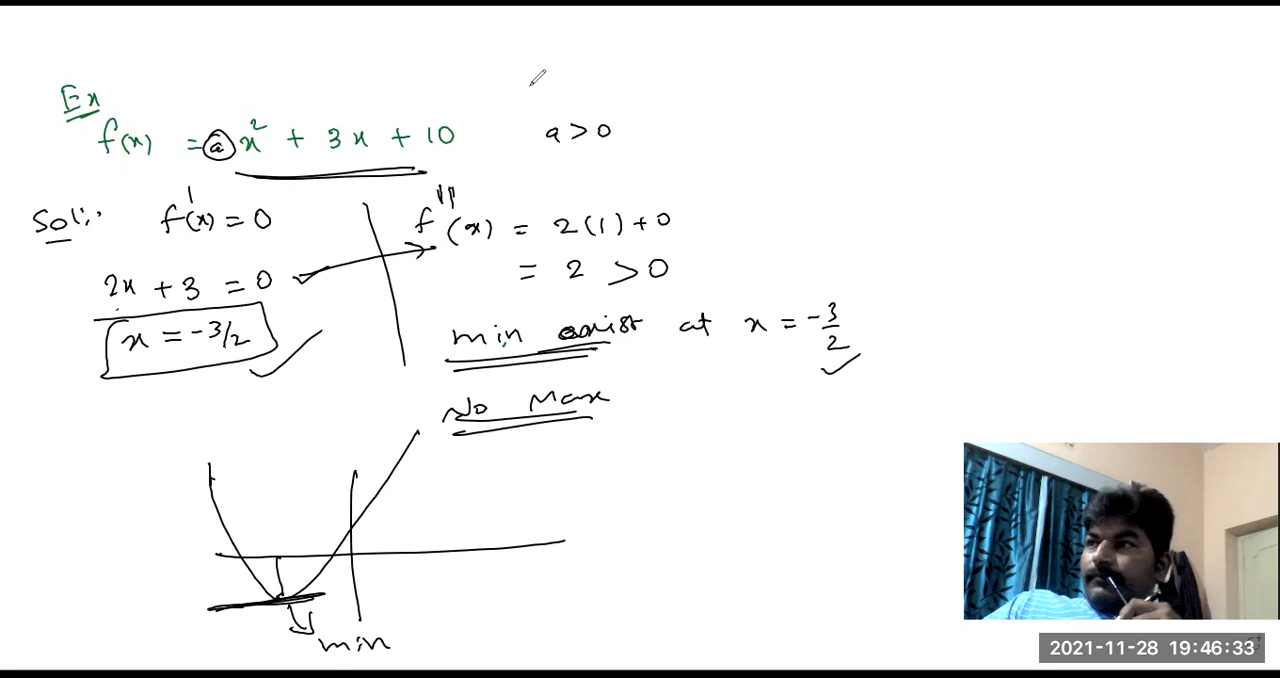 Ex
f(x) = a x² + 3x + 10 a > 0
Sol:. f'(x) = 0
f''(x) = 2(1) + 0
2x + 3 = 0
= 2 > 0
x = -3/2
min exist at x = -3/2
No Max
min
2021-11-28 19:46:33